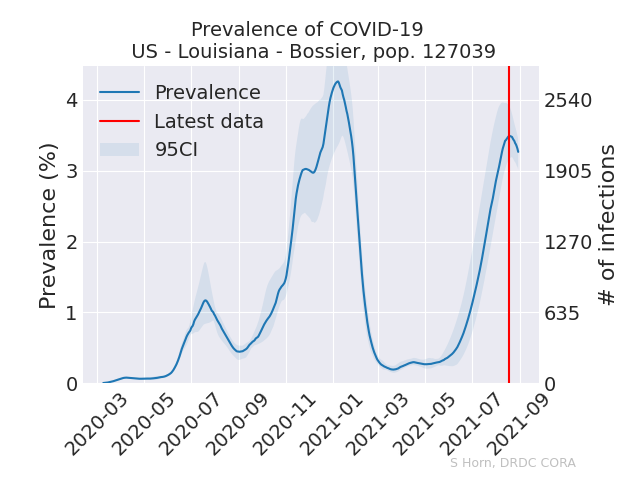 Prevalence of COVID-19
US - Louisiana - Bossier, pop. 127039
Prevalence
Latest data
95CI
Prevalence (%)
4
3
2
1
0
# of infections
2540
1905
1270
635
0
2020-03
2020-05
2020-07
2020-09
2020-11
2021-01
2021-03
2021-05
2021-07
2021-09
S Horn, DRDC CORA